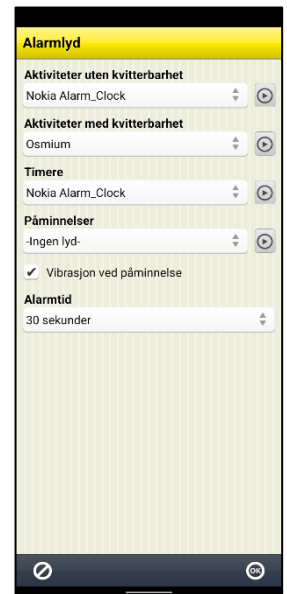 Alarmlyd
Aktiviteter uten kvitterbarhet
Nokia Alarm_Clock
Aktiviteter med kvitterbarhet
Osmium
Timere
Nokia Alarm_Clock
Påminnelser
-Ingen lyd-
Vibrasjon ved påminnelse
Alarmtid
30 sekunder
OK